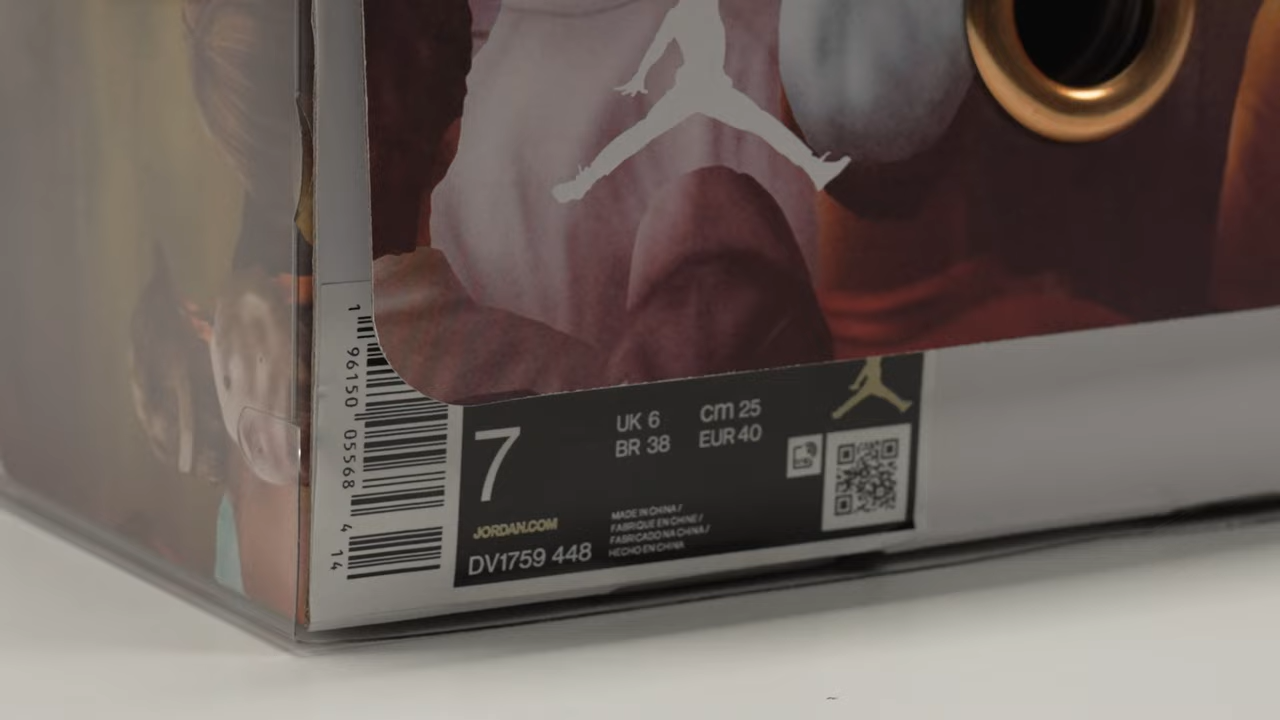 1 96150 05568 4 14
7
UK 6
BR 38
cm 25
EUR 40
JORDAN.COM
DV1759 448
MADE IN CHINA /
FABRIQUE EN CHINE /
FABRICADO NA CHINA /
HECHO EN CHINA